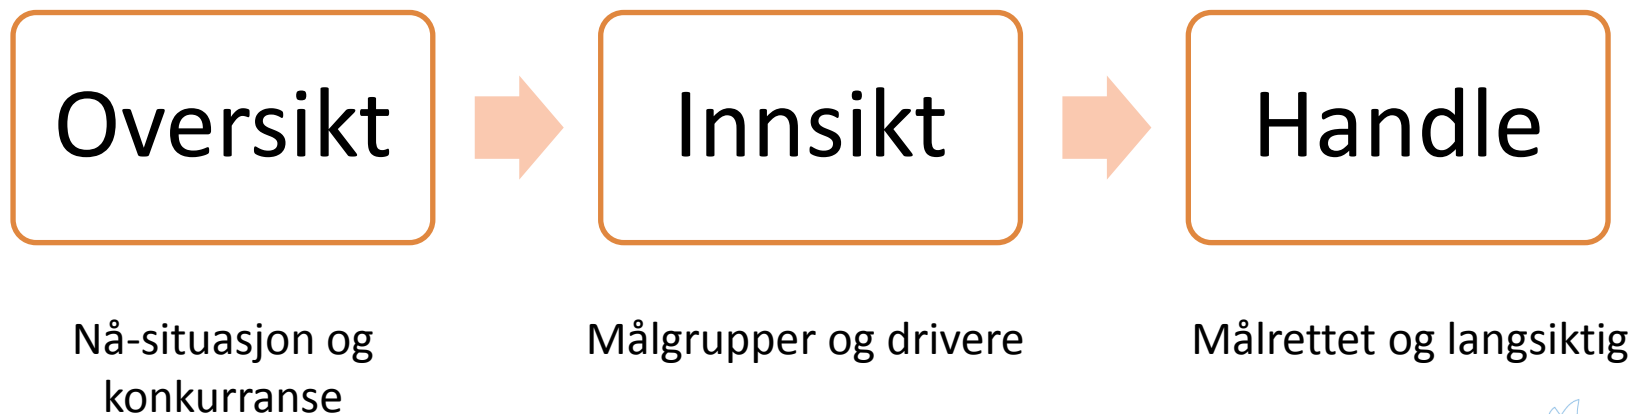 Oversikt
Innsikt
Handle
Nå-situasjon og
konkurranse
Målgrupper og drivere
Målrettet og langsiktig